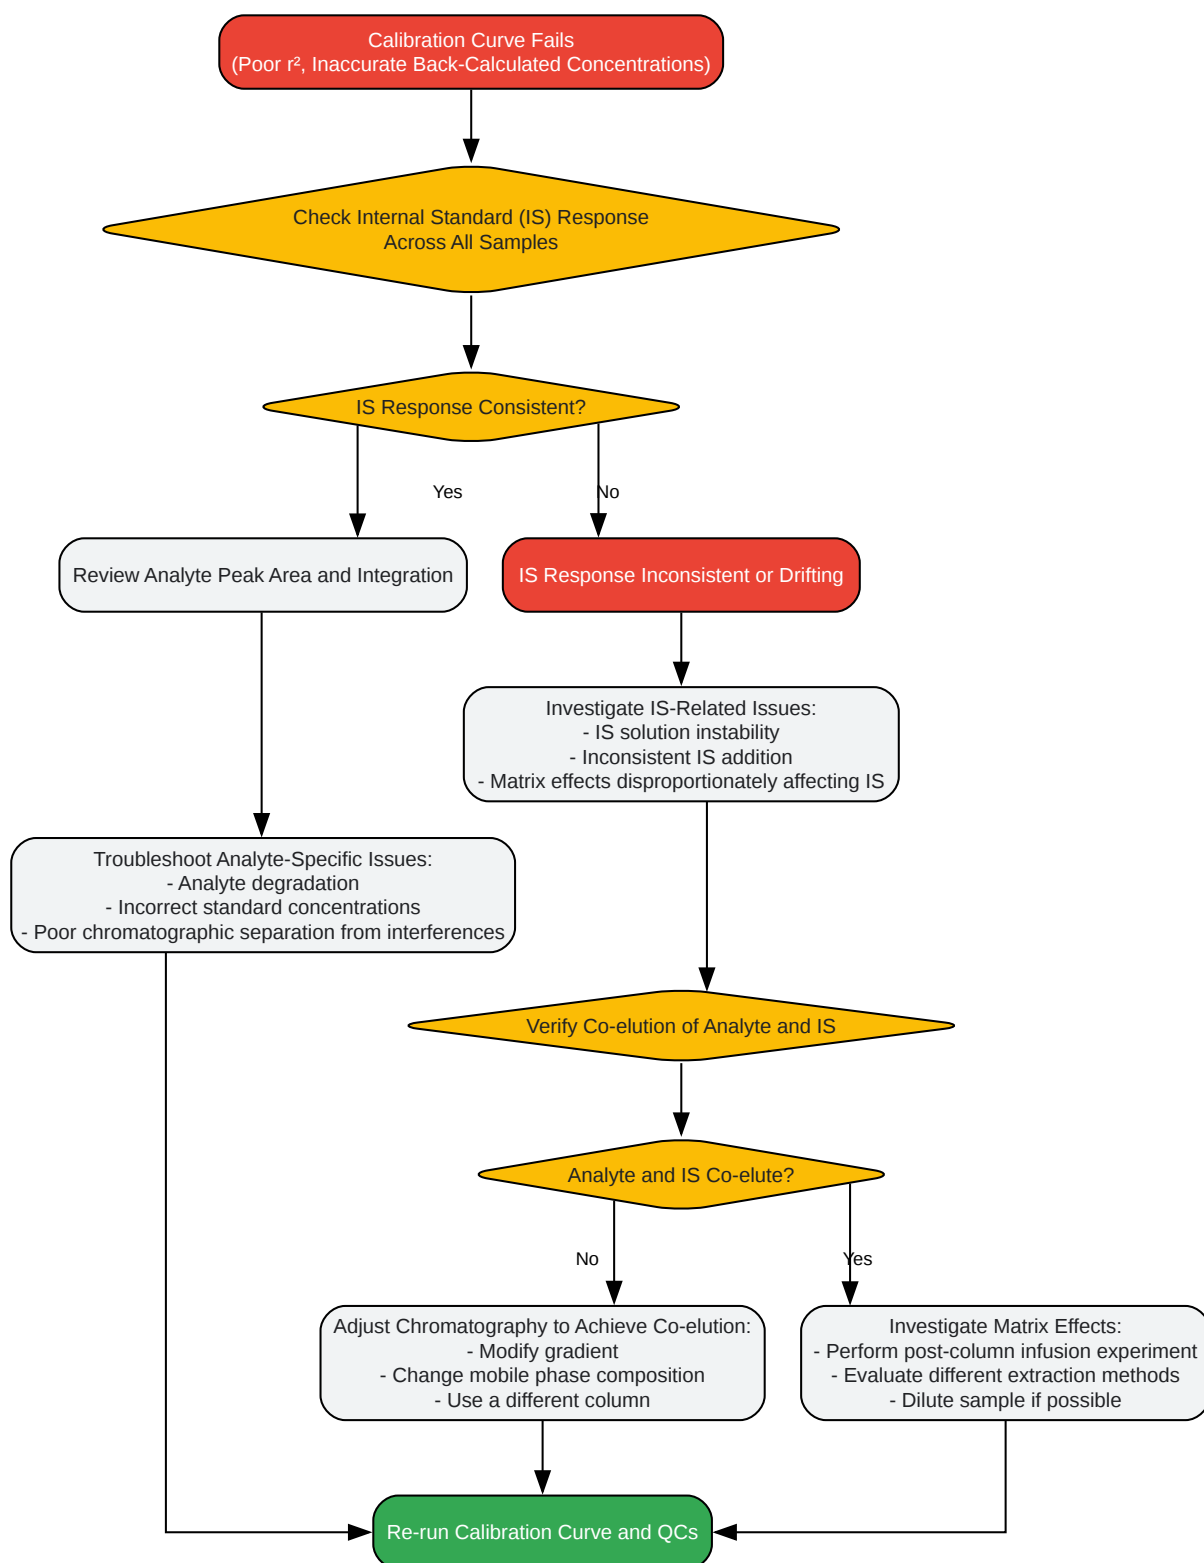 Calibration Curve Fails
(Poor r², Inaccurate Back-Calculated Concentrations)
Check Internal Standard (IS) Response
Across All Samples
IS Response Consistent?
Yes
No
Review Analyte Peak Area and Integration
IS Response Inconsistent or Drifting
Investigate IS-Related Issues:
- IS solution instability
- Inconsistent IS addition
- Matrix effects disproportionately affecting IS
Troubleshoot Analyte-Specific Issues:
- Analyte degradation
- Incorrect standard concentrations
- Poor chromatographic separation from interferences
Verify Co-elution of Analyte and IS
Analyte and IS Co-elute?
No
Yes
Adjust Chromatography to Achieve Co-elution:
- Modify gradient
- Change mobile phase composition
- Use a different column
Investigate Matrix Effects:
- Perform post-column infusion experiment
- Evaluate different extraction methods
- Dilute sample if possible
Re-run Calibration Curve and QCs